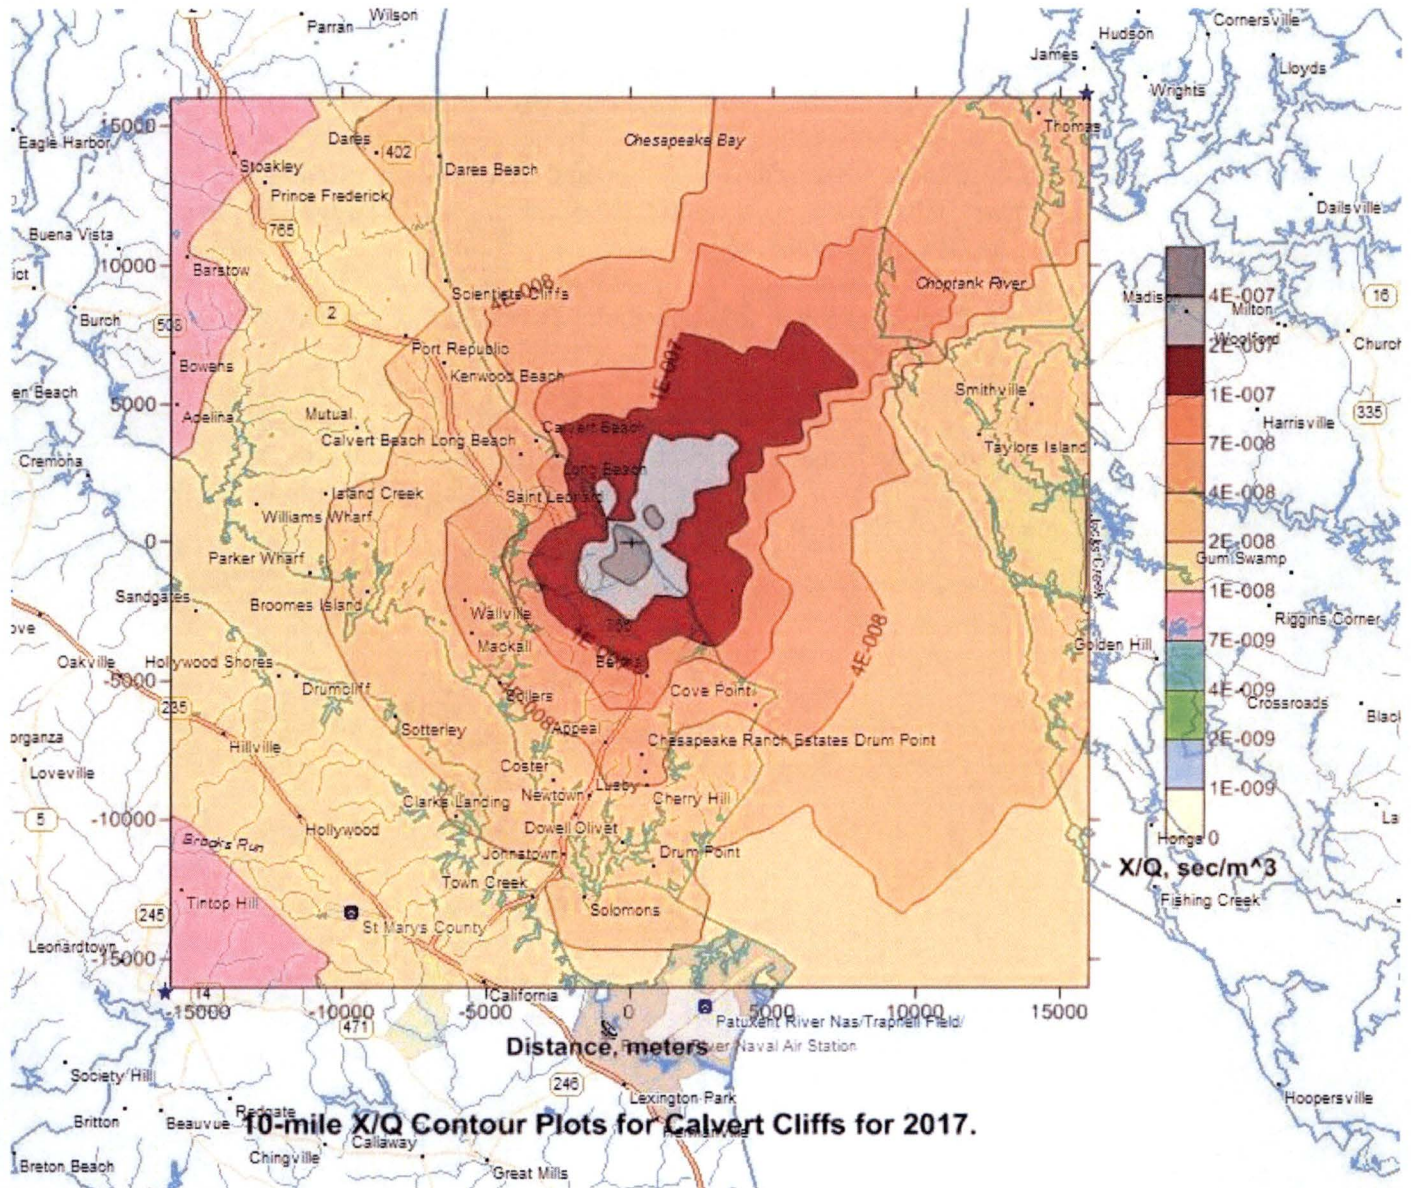 2
Wilson
Parran
Cornersville
Hudson
James
Lloyds
Wrights
Eagle Harbor
15000
Dares
402
Chesapeake Bay
Thomas
Stoakley
Dares Beach
Prince Frederick
Dailsville
Buena Vista
765
10000
Barstow
4E-008
Scientists Cliffs
Choptank River
Madison
4E-007
16
Milton
Burch
2
508
Woolford
2E-007
Church
Port Republic
Bowens
Kenwood Beach
1E-007
en Beach
5000
Adelina
Mutual
Smithville
1E-007
335
Harrisville
Calvert Beach
Calvert Beach Long Beach
7E-008
Taylors Island
Cremona
Long Beach
Island Creek
Saint Leonard
4E-008
Williams Wharf
0
2E-008
Parker Wharf
Gum Swamp
Sandgates
Broomes Island
1E-008
Wallville
Riggins Corner
ove
765
Mackall
7E-009
Golden Hill
Oakville
Hollywood Shores
4E-008
-5000
Drumcliff
Cove Point
4E-009
Crossroads
235
Blac
Sotterley
Appeal
organza
Hillville
Chesapeake Ranch Estates Drum Point
2E-009
Loveville
Coster
Lusby
1E-009
Clarks Landing
Newtown
Cherry Hill
5
-10000
Hollywood
Dowell Olivet
La
Brooks Run
Johnstown
Drum Point
Honga
0
X/Q, sec/m^3
Town Creek
Tintop Hill
Solomons
Fishing Creek
245
St Marys County
Leonardtown
-15000
14
California
-15000
-10000
-5000
0
5000
10000
15000
471
Patuxent River Nas/Trapnell Field/
Distance, meters
River Naval Air Station
Society Hill
246
Lexington Park
Hoopersville
Redgate
Britton
Beauvue
10-mile X/Q Contour Plots for Calvert Cliffs for 2017.
Hermanville
Callaway
Chingville
Breton Beach
Great Mills